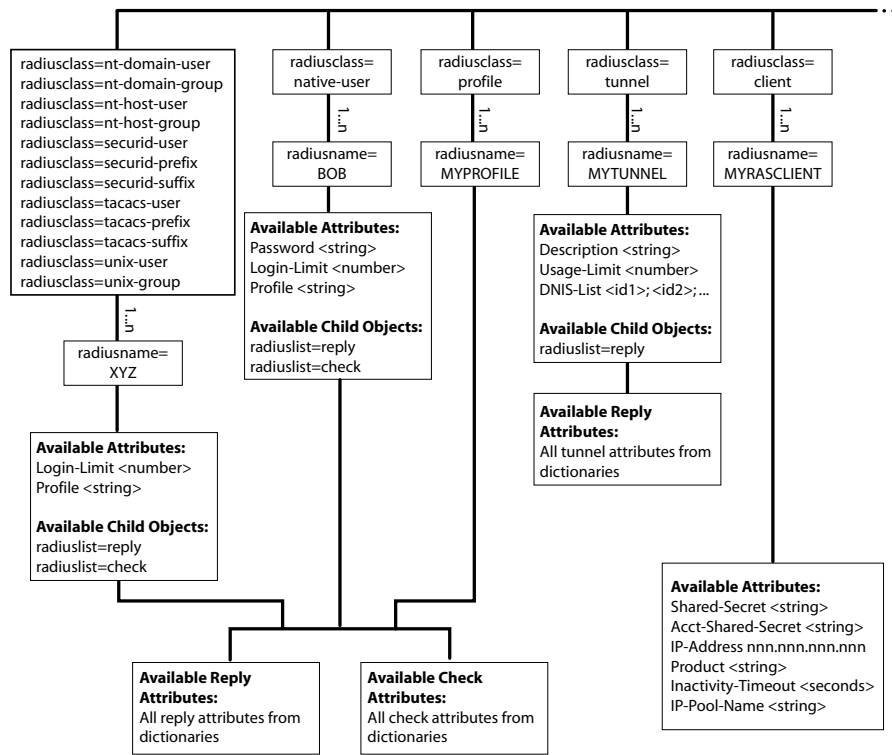 radiusclass=nt-domain-user
radiusclass=nt-domain-group
radiusclass=nt-host-user
radiusclass=nt-host-group
radiusclass=securid-user
radiusclass=securid-prefix
radiusclass=securid-suffix
radiusclass=tacacs-user
radiusclass=tacacs-prefix
radiusclass=tacacs-suffix
radiusclass=unix-user
radiusclass=unix-group
1...n
radiusname=
XYZ
Available Attributes:
Login-Limit <number>
Profile <string>
Available Child Objects:
radiuslist=reply
radiuslist=check
radiusclass=
native-user
1...n
radiusname=
BOB
Available Attributes:
Password <string>
Login-Limit <number>
Profile <string>
Available Child Objects:
radiuslist=reply
radiuslist=check
radiusclass=
profile
1...n
radiusname=
MYPROFILE
Available Reply
Attributes:
All reply attributes from
dictionaries
Available Check
Attributes:
All check attributes from
dictionaries
radiusclass=
tunnel
1...n
radiusname=
MYTUNNEL
Available Attributes:
Description <string>
Usage-Limit <number>
DNIS-List <id1>; <id2>; ...
Available Child Objects:
radiuslist=reply
Available Reply
Attributes:
All tunnel attributes from
dictionaries
radiusclass=
client
1...n
radiusname=
MYRASCLIENT
Available Attributes:
Shared-Secret <string>
Acct-Shared-Secret <string>
IP-Address nnn.nnn.nnn.nnn
Product <string>
Inactivity-Timeout <seconds>
IP-Pool-Name <string>